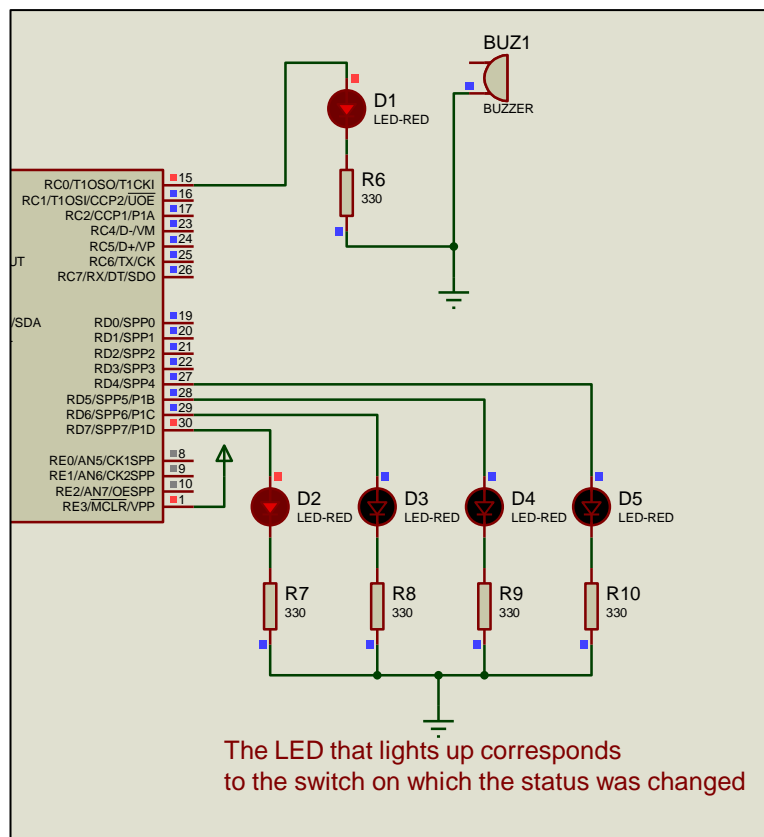 BUZ1
BUZZER
D1
LED-RED
R6
330
RC0/T1OSO/T1CKI 15
RC1/T1OSI/CCP2/UOE 16
RC2/CCP1/P1A 17
RC4/D-/VM 23
RC5/D+/VP 24
RC6/TX/CK 25
RC7/RX/DT/SDO 26
UT
/SDA
RD0/SPP0 19
RD1/SPP1 20
RD2/SPP2 21
RD3/SPP3 22
RD4/SPP4 27
RD5/SPP5/P1B 28
RD6/SPP6/P1C 29
RD7/SPP7/P1D 30
RE0/AN5/CK1SPP 8
RE1/AN6/CK2SPP 9
RE2/AN7/OESPP 10
RE3/MCLR/VPP 1
D2
LED-RED
D3
LED-RED
D4
LED-RED
D5
LED-RED
R7
330
R8
330
R9
330
R10
330
The LED that lights up corresponds
to the switch on which the status was changed